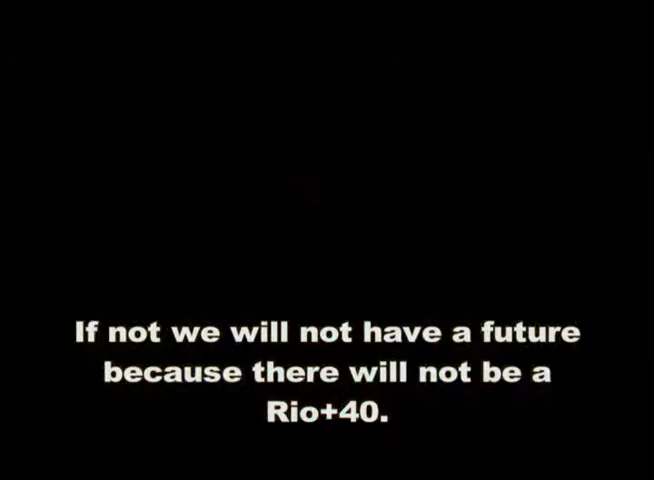 If not we will not have a future
because there will not be a
Rio+40.